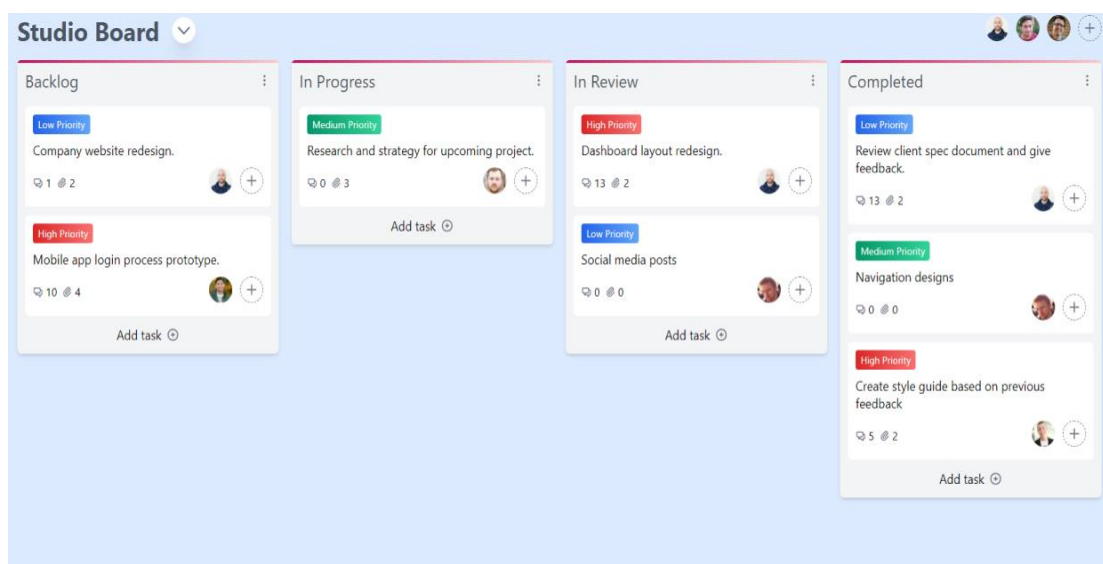 Studio Board
Backlog
Low Priority
Company website redesign.
1 2
High Priority
Mobile app login process prototype.
10 4
Add task
In Progress
Medium Priority
Research and strategy for upcoming project.
0 3
Add task
In Review
High Priority
Dashboard layout redesign.
13 2
Low Priority
Social media posts
0 0
Add task
Completed
Low Priority
Review client spec document and give
feedback.
13 2
Medium Priority
Navigation designs
0 0
High Priority
Create style guide based on previous
feedback
5 2
Add task